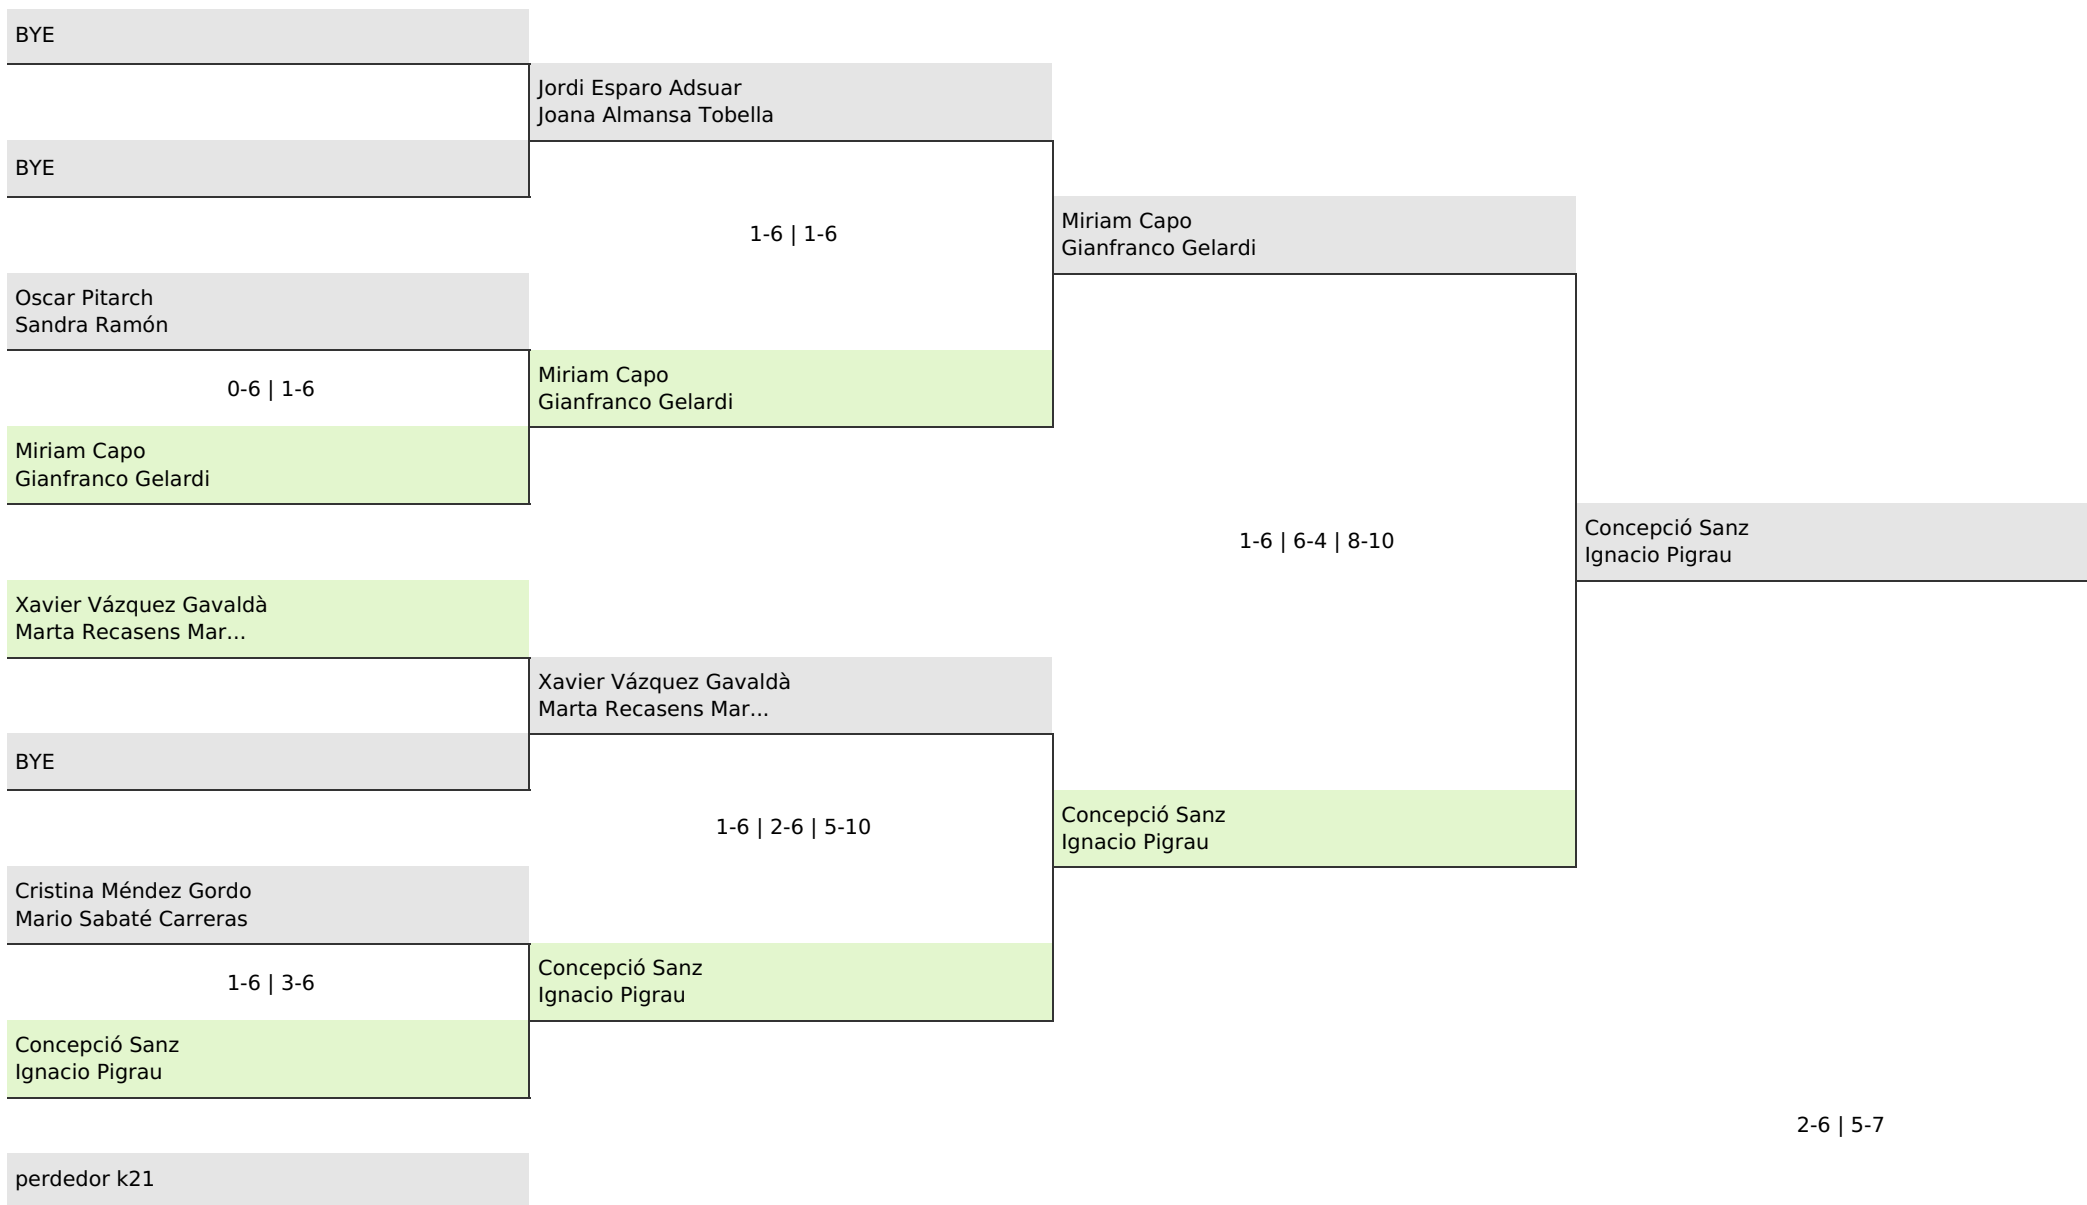 BYE
Jordi Esparo Adsuar
Joana Almansa Tobella
BYE
1-6 | 1-6
Miriam Capo
Gianfranco Gelardi
Oscar Pitarch
Sandra Ramón
0-6 | 1-6
Miriam Capo
Gianfranco Gelardi
Miriam Capo
Gianfranco Gelardi
1-6 | 6-4 | 8-10
Concepció Sanz
Ignacio Pigrau
Xavier Vázquez Gavaldà
Marta Recasens Mar...
Xavier Vázquez Gavaldà
Marta Recasens Mar...
BYE
1-6 | 2-6 | 5-10
Concepció Sanz
Ignacio Pigrau
Cristina Méndez Gordo
Mario Sabaté Carreras
1-6 | 3-6
Concepció Sanz
Ignacio Pigrau
Concepció Sanz
Ignacio Pigrau
2-6 | 5-7
perdedor k21